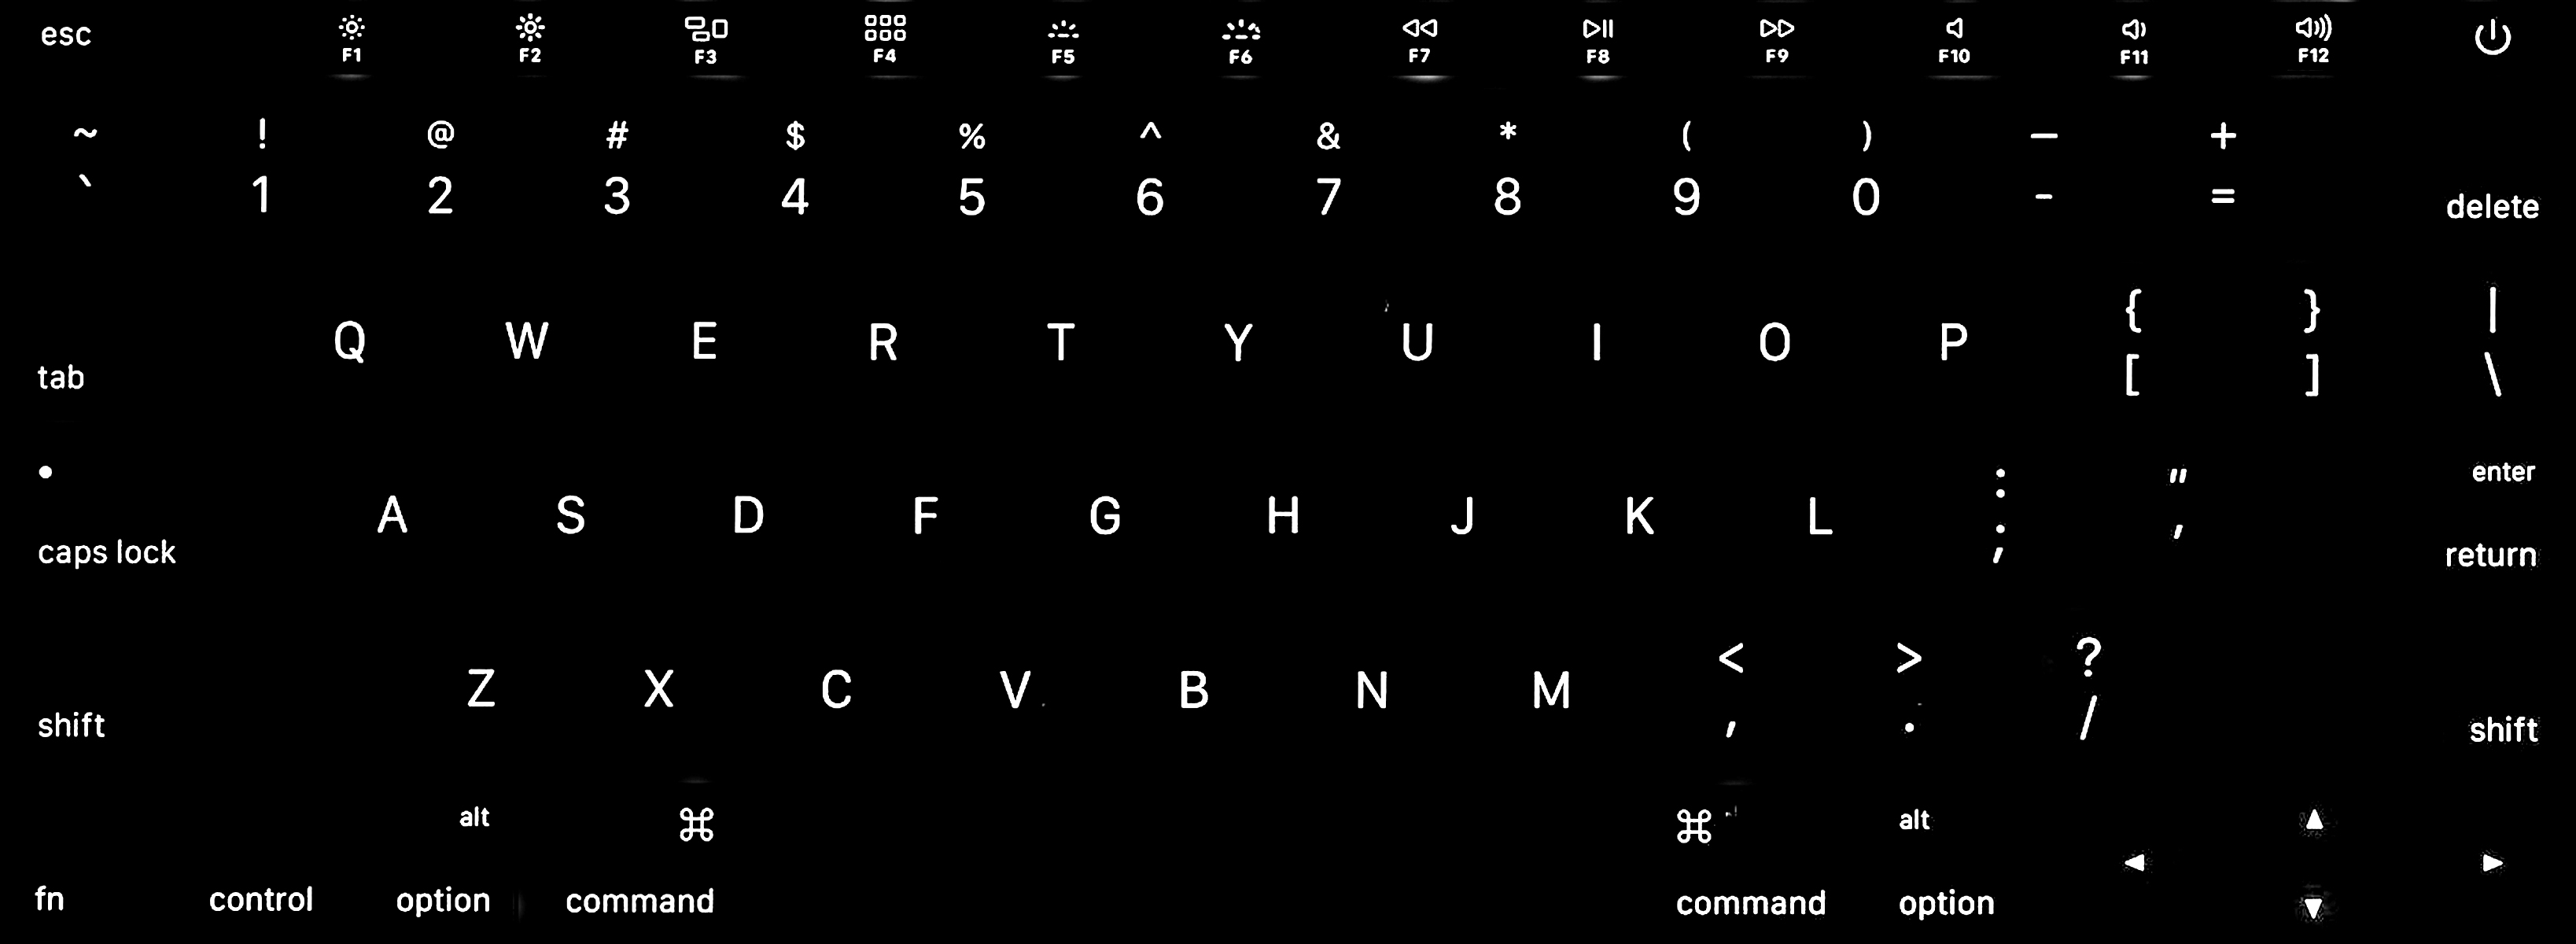 esc F1 F2 F3 F4 F5 F6 F7 F8 F9 F10 F11 F12
~ ! @ # $ % ^ & * ( ) — +
` 1 2 3 4 5 6 7 8 9 0 - = delete
{ } |
tab Q W E R T Y U I O P [ ] \
: " enter
caps lock A S D F G H J K L ; ' return
< > ?
shift Z X C V B N M , . / shift
alt ⌘ ⌘ alt ▲
◀ ▶
fn control option command command option ▼